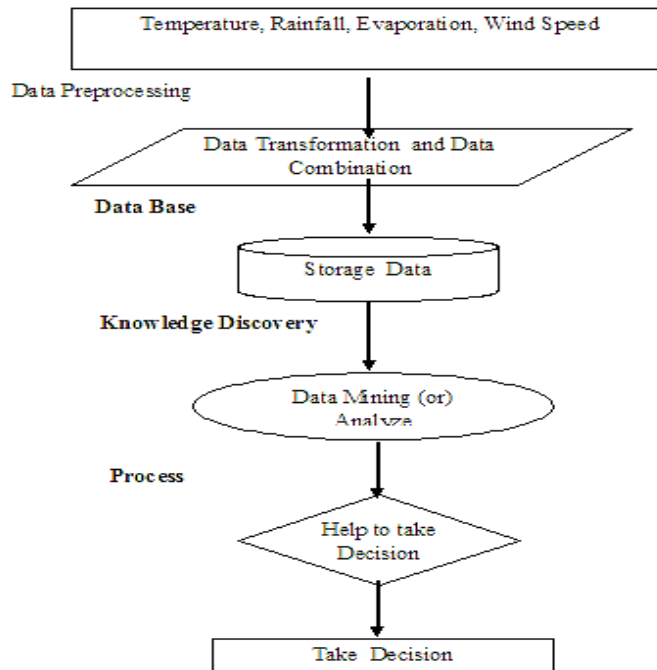 Temperature, Rainfall, Evaporation, Wind Speed
Data Preprocessing
Data Transformation and Data
Combination
Data Base
Storage Data
Knowledge Discovery
Data Mining (or)
Analyze
Process
Help to take
Decision
Take Decision